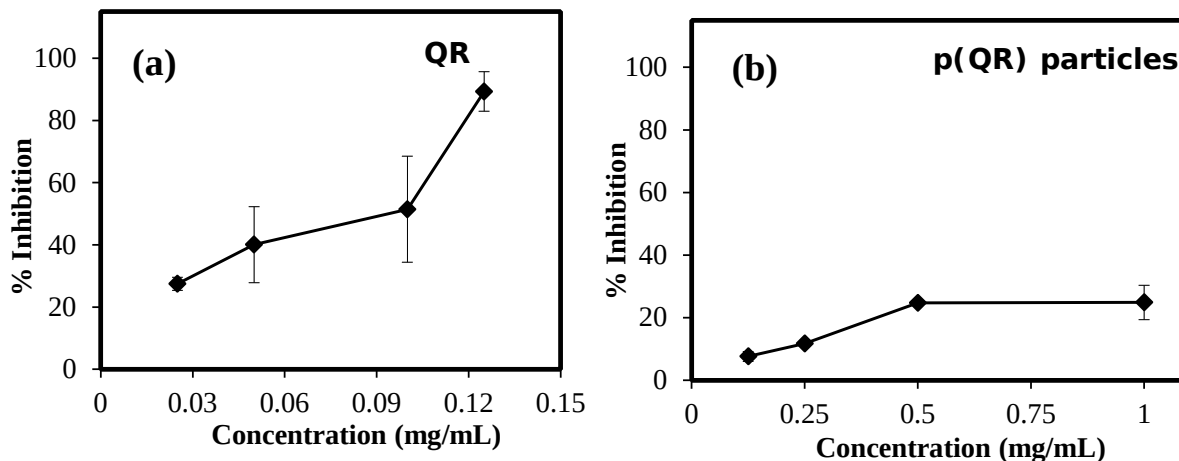 (a)
QR
% Inhibition
100
80
60
40
20
0
0 0.03 0.06 0.09 0.12 0.15
Concentration (mg/mL)
(b)
p(QR) particles
% Inhibition
100
80
60
40
20
0
0 0.25 0.5 0.75 1
Concentration (mg/mL)